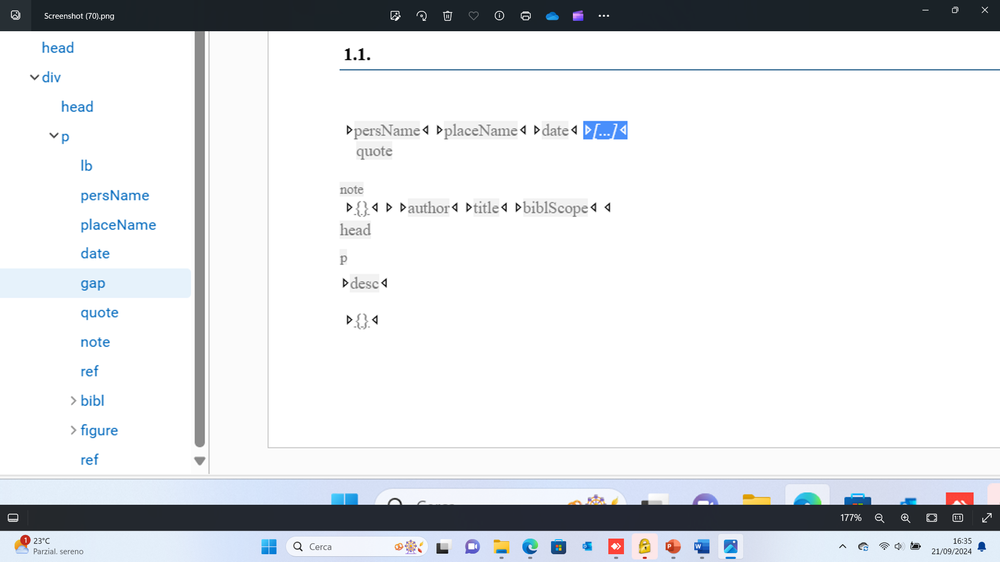 Screenshot (70).png
head
div
head
p
lb
persName
placeName
date
gap
quote
note
ref
bibl
figure
ref
1.1.
persName placeName date [...]
quote
note
{} author title biblScope
head
p
desc
{}
177%
1
23°C
Parzial. sereno
Cerca
16:35
21/09/2024